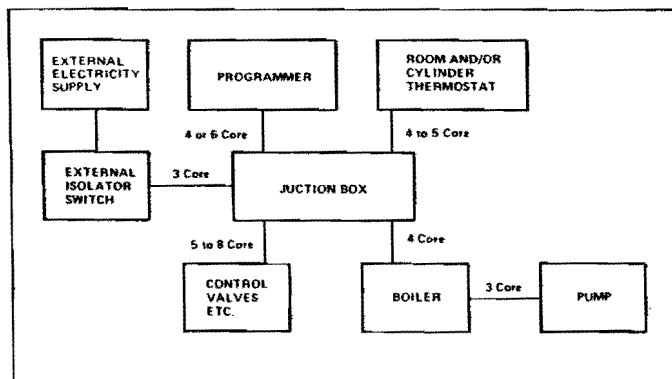 EXTERNAL
ELECTRICITY
SUPPLY
PROGRAMMER
ROOM AND/OR
CYLINDER
THERMOSTAT
4 or 6 Core
4 to 5 Core
EXTERNAL
ISOLATOR
SWITCH
3 Core
JUCTION BOX
5 to 8 Core
4 Core
CONTROL
VALVES
ETC.
BOILER
3 Core
PUMP